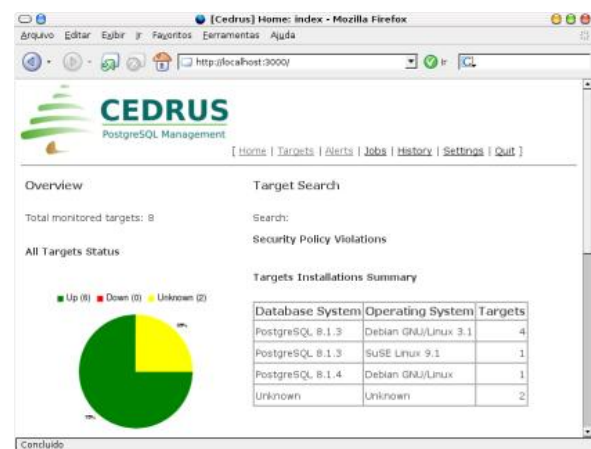 [Cedrus] Home: index - Mozilla Firefox
Arquivo Editar Exibir Ir Favoritos Ferramentas Ajuda
http://localhost:3000/
Ir
CEDRUS
PostgreSQL Management
[ Home | Targets | Alerts | Jobs | History | Settings | Quit ]
Overview
Total monitored targets: 8
All Targets Status
Up (6) Down (0) Unknown (2)
25%
75%
Target Search
Search:
Security Policy Violations
Targets Installations Summary
Database System Operating System Targets
PostgreSQL 8.1.3 Debian GNU/Linux 3.1 4
PostgreSQL 8.1.3 SuSE Linux 9.1 1
PostgreSQL 8.1.4 Debian GNU/Linux 1
Unknown Unknown 2
Concluído